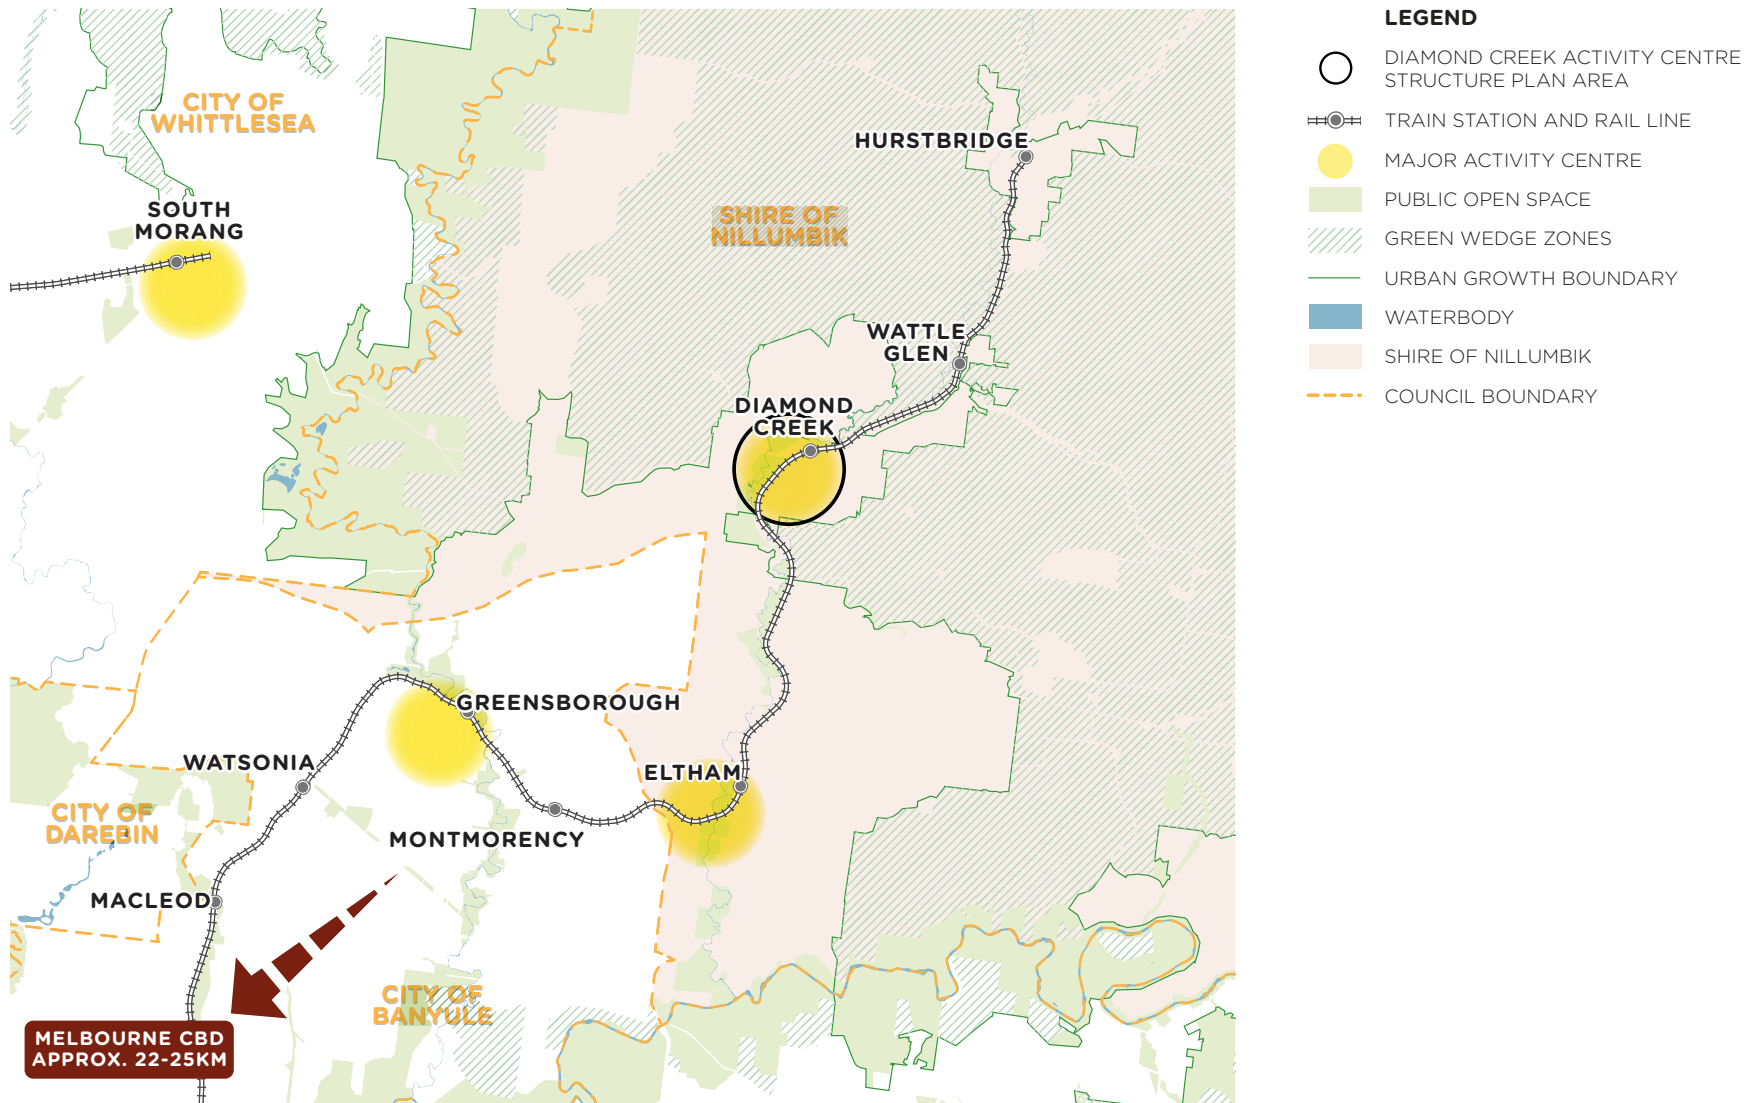 LEGEND
DIAMOND CREEK ACTIVITY CENTRE
STRUCTURE PLAN AREA
TRAIN STATION AND RAIL LINE
MAJOR ACTIVITY CENTRE
PUBLIC OPEN SPACE
GREEN WEDGE ZONES
URBAN GROWTH BOUNDARY
WATERBODY
SHIRE OF NILLUMBIK
COUNCIL BOUNDARY
CITY OF
WHITTLESEA
HURSTBRIDGE
SOUTH
MORANG
SHIRE OF
NILLUMBIK
WATTLE
GLEN
DIAMOND
CREEK
GREENSBOROUGH
WATSONIA
ELTHAM
CITY OF
DAREBIN
MONTMORENCY
MACLEOD
CITY OF
BANYULE
MELBOURNE CBD
APPROX. 22-25KM